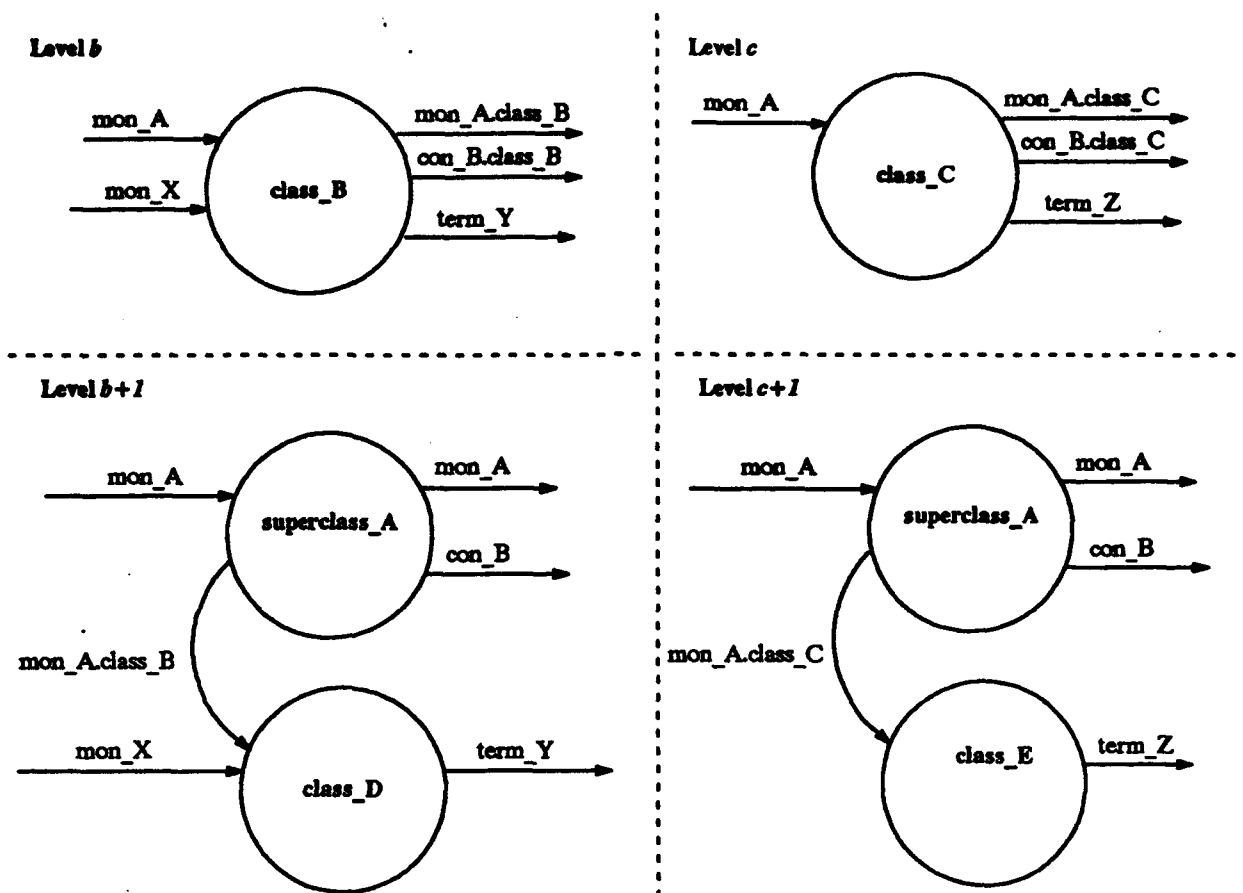 Level b
mon_A
mon_X
class_B
mon_A.class_B
con_B.class_B
term_Y
Level c
mon_A
class_C
mon_A.class_C
con_B.class_C
term_Z
Level b+1
mon_A
superclass_A
mon_A
con_B
mon_A.class_B
mon_X
class_D
term_Y
Level c+1
mon_A
superclass_A
mon_A
con_B
mon_A.class_C
class_E
term_Z